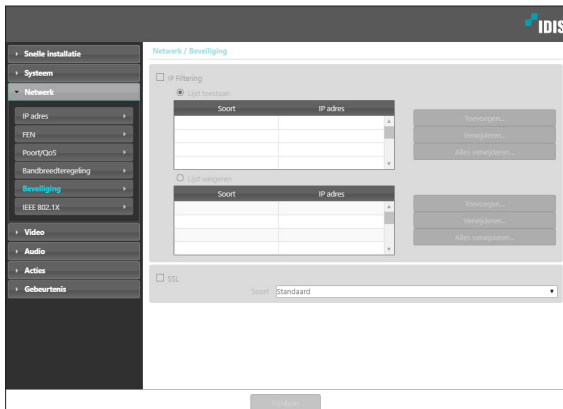 IDIS
Snelle installatie
Systeem
Netwerk
IP adres
FEN
Poort/QoS
Bandbreedteregeling
Beveiliging
IEEE 802.1X
Video
Audio
Acties
Gebeurtenis
Netwerk / Beveiliging
IP Filtering
Lijst toestaan
Soort IP adres
Toevoegen...
Verwijderen...
Alles verwijderen...
Lijst weigeren
Soort IP adres
Toevoegen...
Verwijderen...
Alles verwijderen...
SSL
Soort Standaard
Opslaan